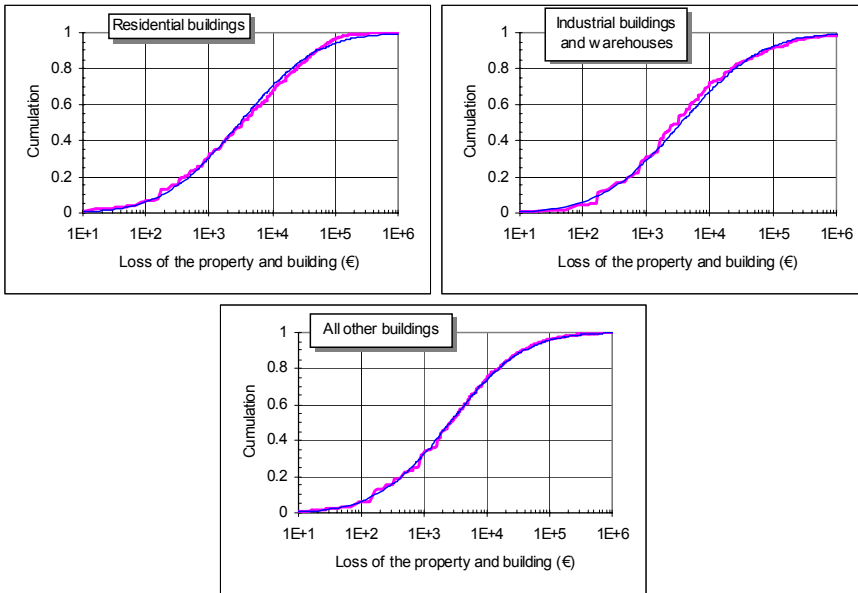 Residential buildings
1
0.8
0.6
0.4
0.2
0
Cumulation
1E+1 1E+2 1E+3 1E+4 1E+5 1E+6
Loss of the property and building (€)
Industrial buildings
and warehouses
1
0.8
0.6
0.4
0.2
0
Cumulation
1E+1 1E+2 1E+3 1E+4 1E+5 1E+6
Loss of the property and building (€)
All other buildings
1
0.8
0.6
0.4
0.2
0
Cumulation
1E+1 1E+2 1E+3 1E+4 1E+5 1E+6
Loss of the property and building (€)